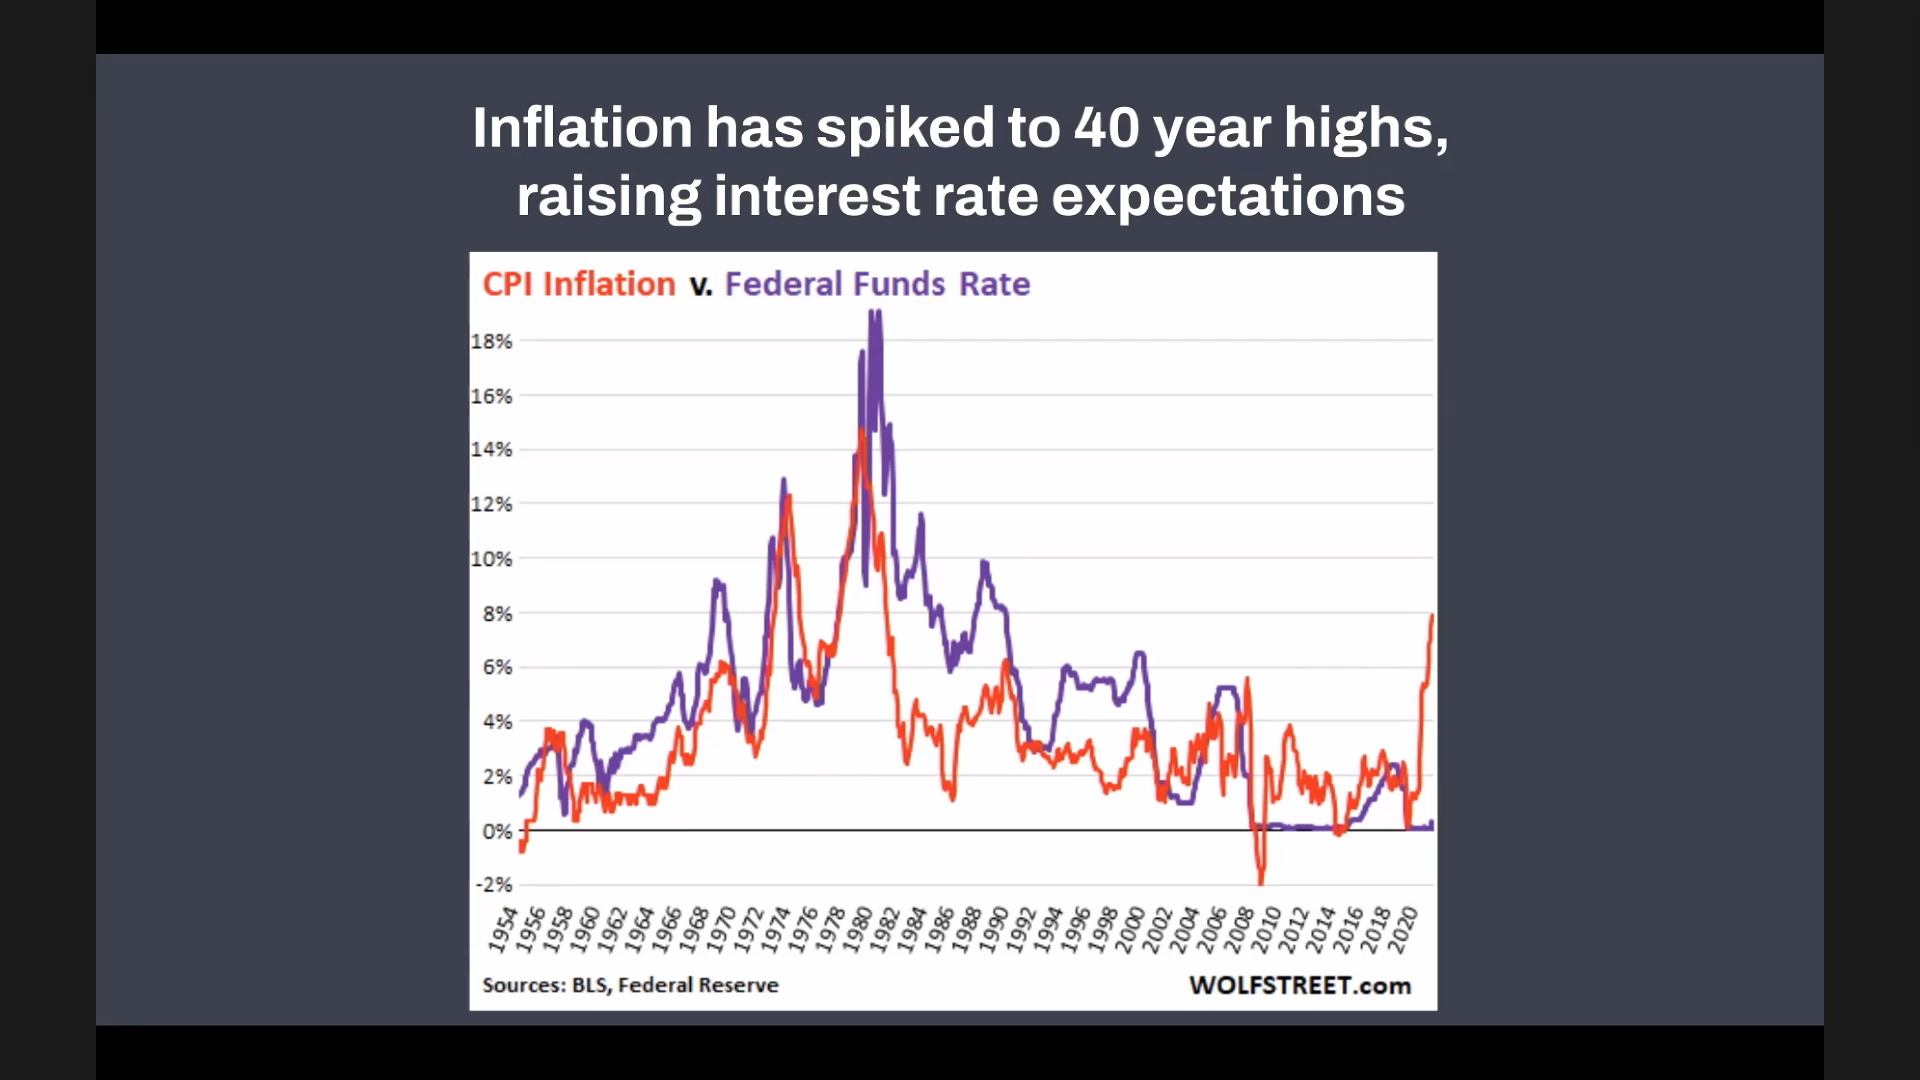 Inflation has spiked to 40 year highs,
raising interest rate expectations
CPI Inflation v. Federal Funds Rate
18%
16%
14%
12%
10%
8%
6%
4%
2%
0%
-2%
1954 1956 1958 1960 1962 1964 1966 1968 1970 1972 1974 1976 1978 1980 1982 1984 1986 1988 1990 1992 1994 1996 1998 2000 2002 2004 2006 2008 2010 2012 2014 2016 2018 2020
Sources: BLS, Federal Reserve WOLFSTREET.com